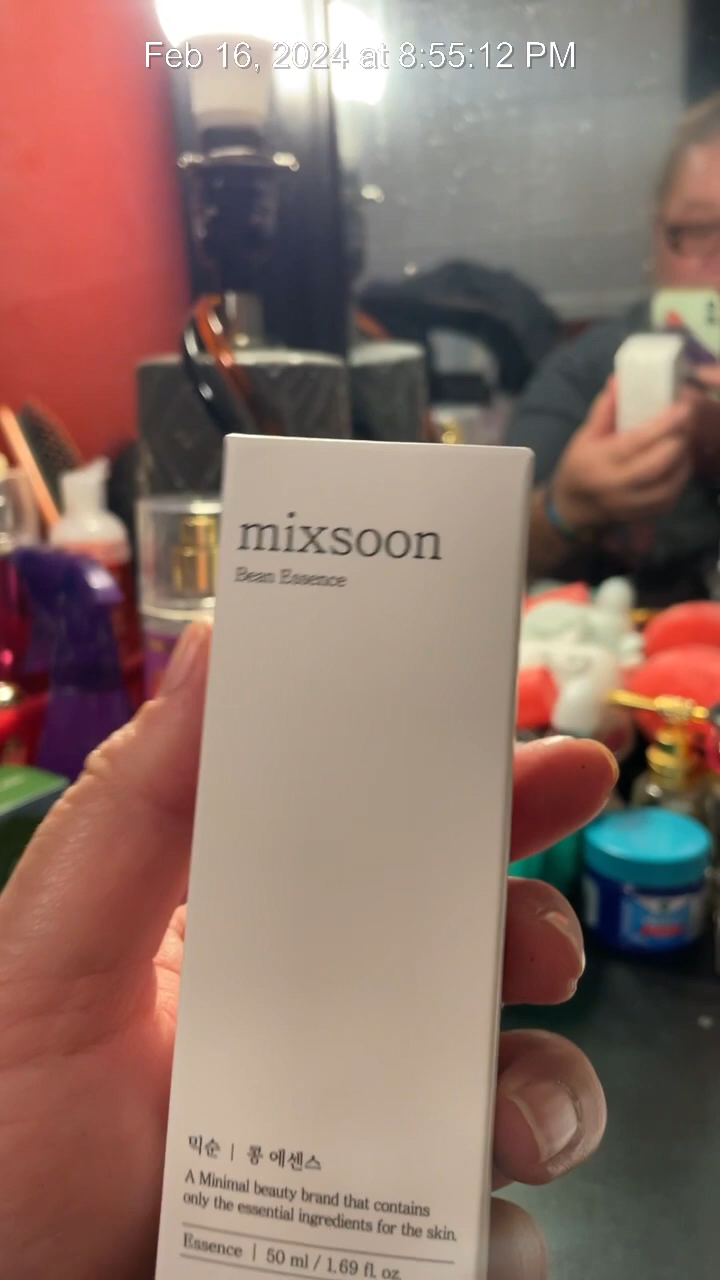 Feb 16, 2024 at 8:55:12 PM
mixsoon
Bean Essence
믹순 | 콩 에센스
A Minimal beauty brand that contains
only the essential ingredients for the skin.
Essence | 50 ml / 1.69 fl. oz.